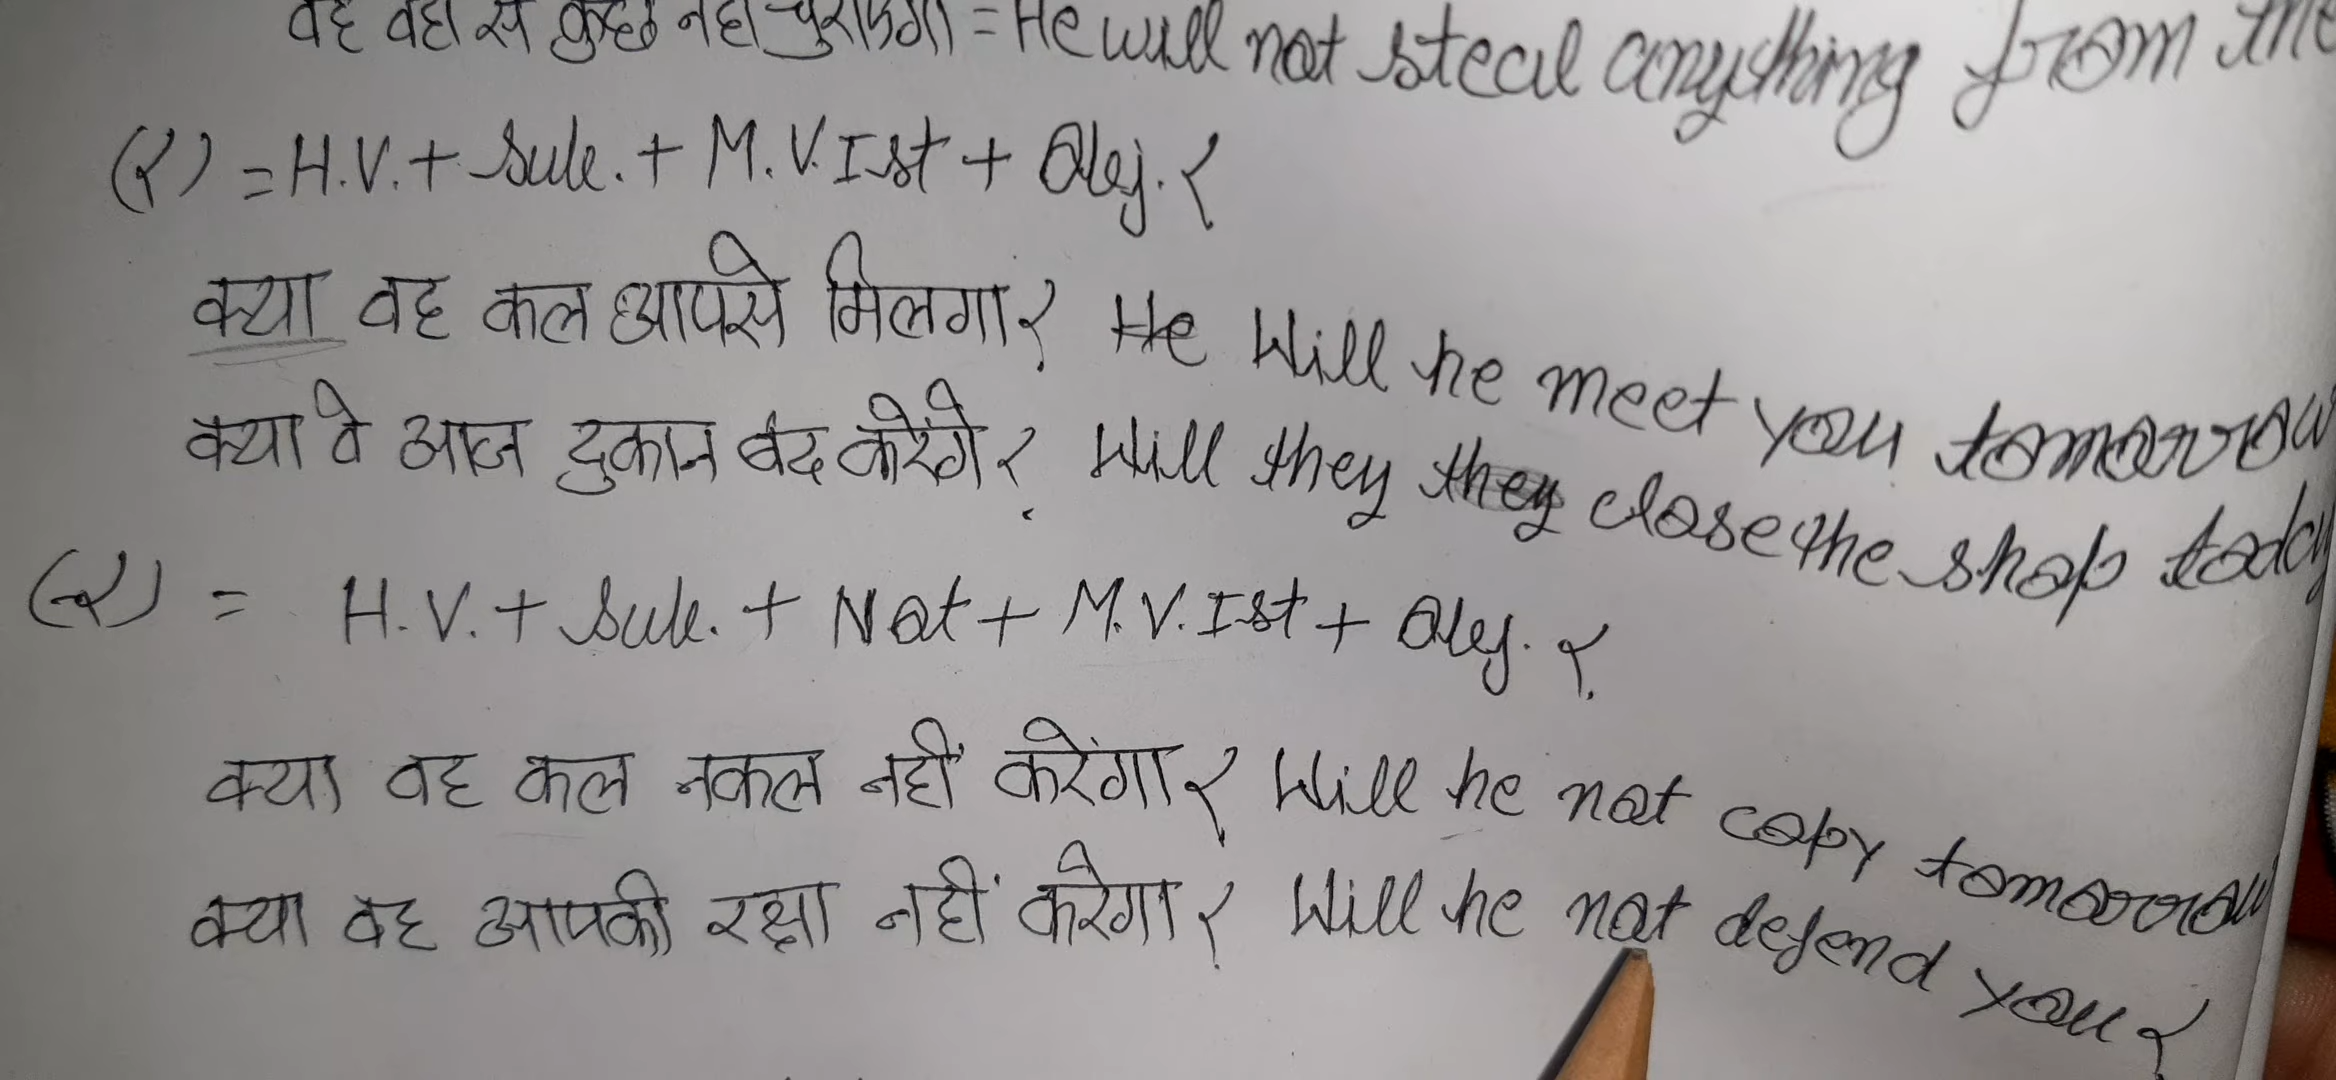 वह वहां से कुछ नहीं चुराएगा = He will not steal anything from the
(?) = H.V. + Sub. + M.V.Ist + Obj. ?
क्या वह कल आपसे मिलेगा? He Will he meet you tomorrow
क्या वे आज दुकान बंद करेंगे? Will they they close the shop today
(-?) = H.V. + Sub. + Not + M.V.Ist + Obj. ?
क्या वह कल नकल नहीं करेंगा? Will he not copy tomorrow
क्या वह आपकी रक्षा नहीं करेगा? Will he not defend you?